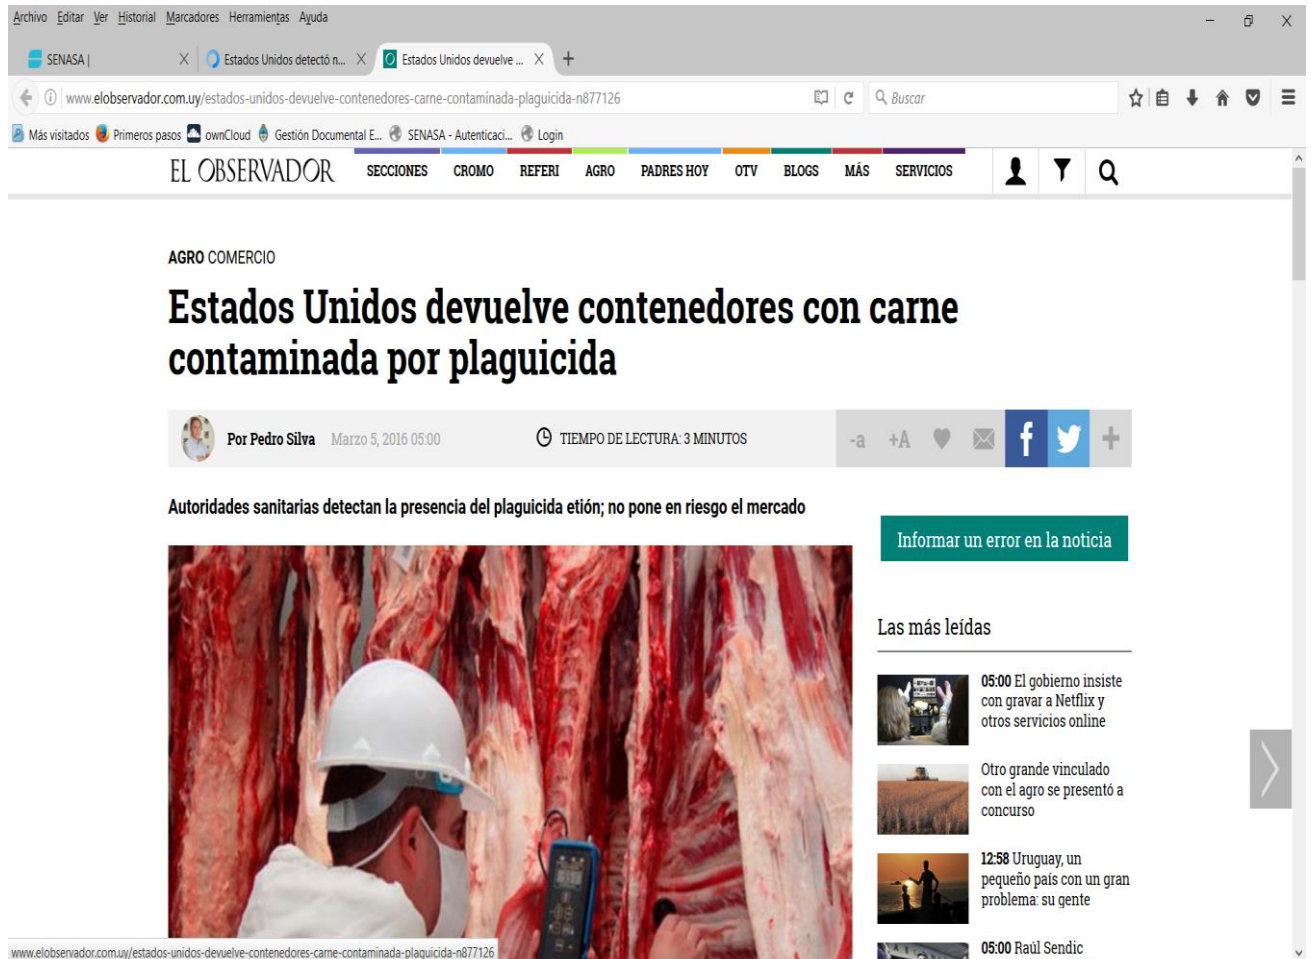 Archivo Editar Ver Historial Marcadores Herramientas Ayuda
SENASA |
Estados Unidos detectó n...
Estados Unidos devuelve ...
www.elobservador.com.uy/estados-unidos-devuelve-contenedores-carne-contaminada-plaguicida-n877126
Buscar
Más visitados Primeros pasos ownCloud Gestión Documental E... SENASA - Autenticaci... Login
EL OBSERVADOR SECCIONES CROMO REFERI AGRO PADRES HOY OTV BLOGS MÁS SERVICIOS
AGRO COMERCIO
Estados Unidos devuelve contenedores con carne
contaminada por plaguicida
Por Pedro Silva Marzo 5, 2016 05:00 TIEMPO DE LECTURA: 3 MINUTOS -a +A
Autoridades sanitarias detectan la presencia del plaguicida etión; no pone en riesgo el mercado
Informar un error en la noticia
Las más leídas
05:00 El gobierno insiste
con gravar a Netflix y
otros servicios online
Otro grande vinculado
con el agro se presentó a
concurso
12:58 Uruguay, un
pequeño país con un gran
problema: su gente
05:00 Raúl Sendic
www.elobservador.com.uy/estados-unidos-devuelve-contenedores-carne-contaminada-plaguicida-n877126